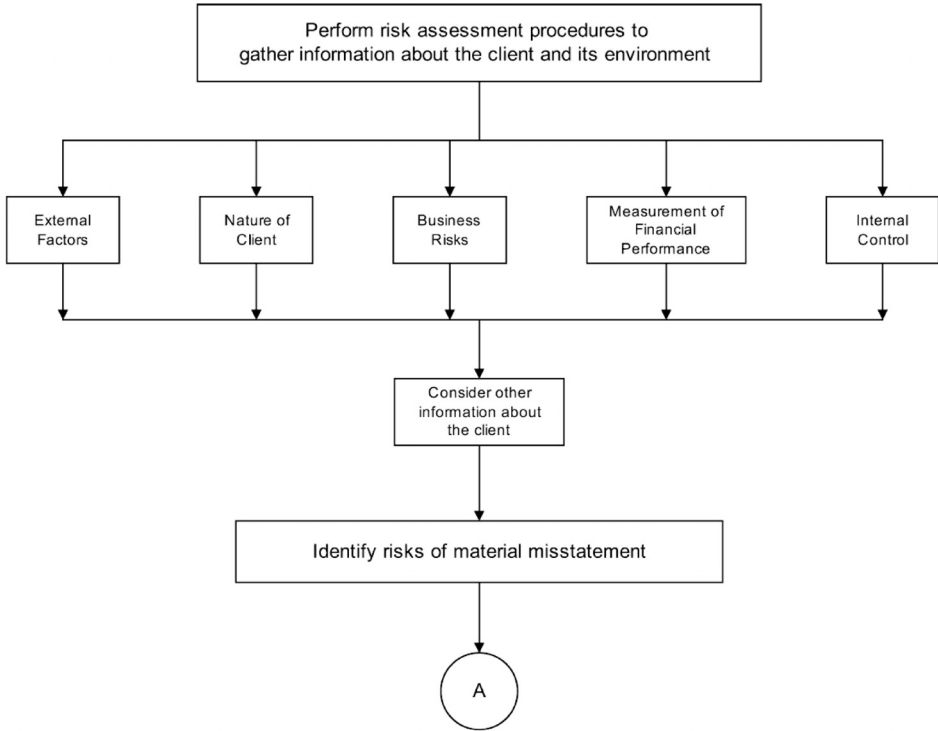 Perform risk assessment procedures to
gather information about the client and its environment
External
Factors
Nature of
Client
Business
Risks
Measurement of
Financial
Performance
Internal
Control
Consider other
information about
the client
Identify risks of material misstatement
A